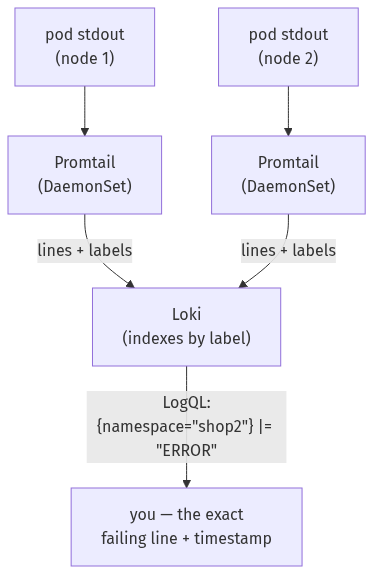 pod stdout
(node 1)
pod stdout
(node 2)
Promtail
(DaemonSet)
Promtail
(DaemonSet)
lines + labels
lines + labels
Loki
(indexes by label)
LogQL:
{namespace="shop2"} |=
"ERROR"
you — the exact
failing line + timestamp